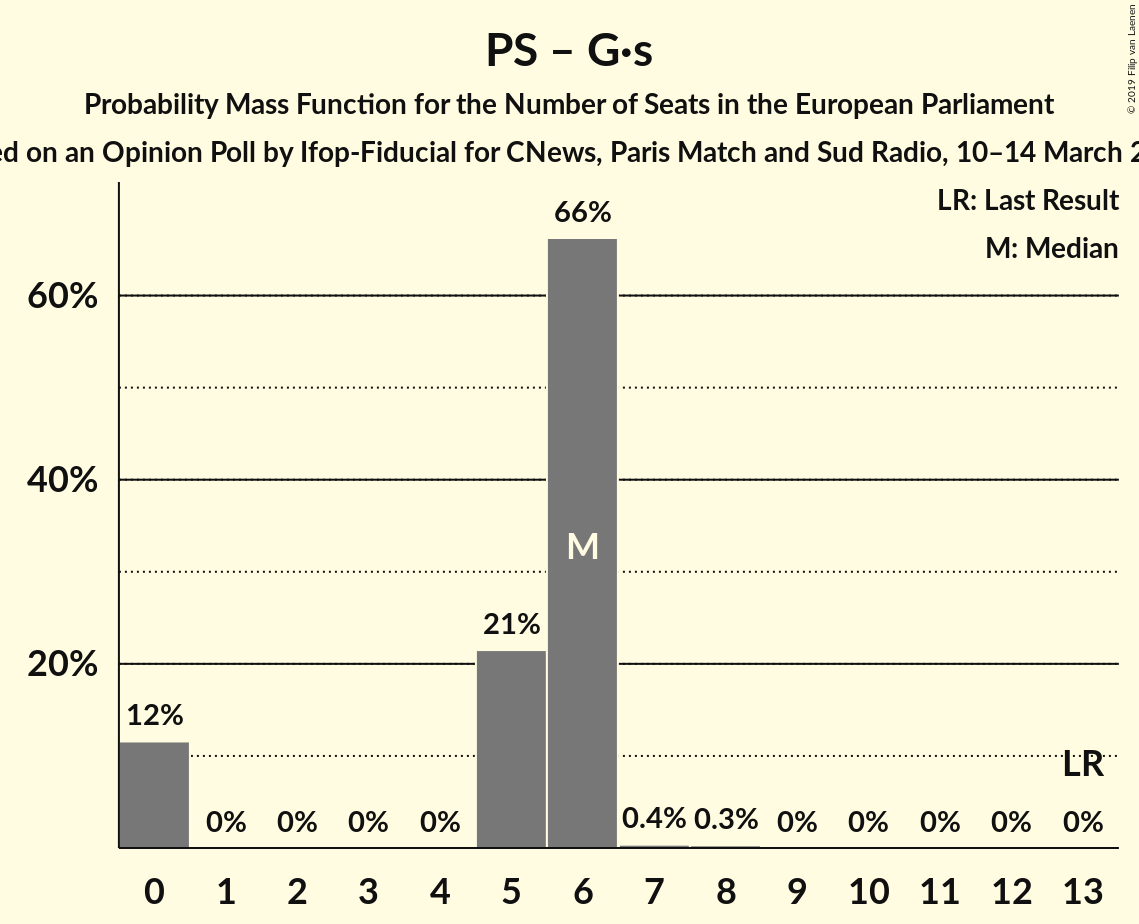 PS – G·s
Probability Mass Function for the Number of Seats in the European Parliament
on an Opinion Poll by Ifop-Fiducial for CNews, Paris Match and Sud Radio, 10–14 March
© 2019 Filip van Laenen
LR: Last Result
M: Median
66%
60%
40%
M
21%
20%
12%
LR
0% 0% 0% 0% 0.4% 0.3% 0% 0% 0% 0% 0%
0 1 2 3 4 5 6 7 8 9 10 11 12 13